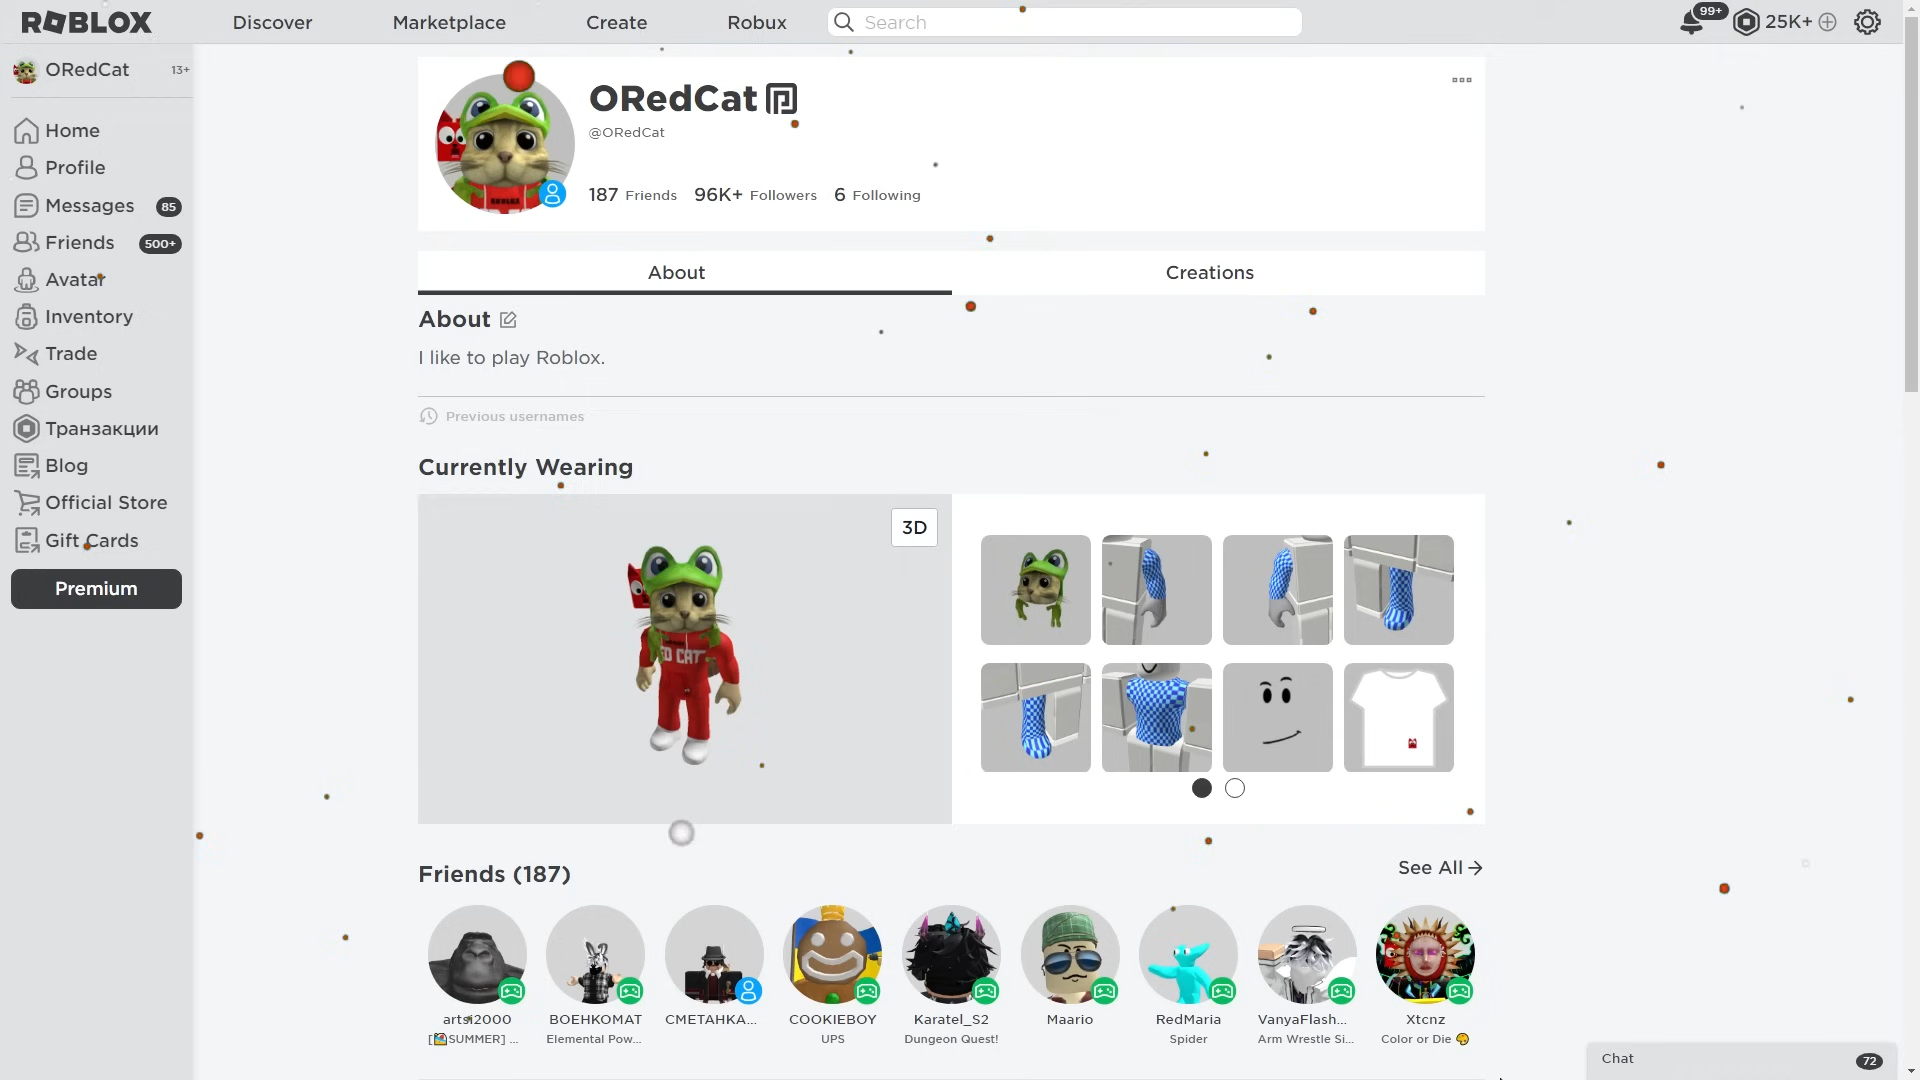 ROBLOX
Discover
Marketplace
Create
Robux
Search
99+
25K+
ORedCat
13+
Home
Profile
Messages 85
Friends 500+
Avatar
Inventory
Trade
Groups
Транзакции
Blog
Official Store
Gift Cards
Premium
ORedCat
@ORedCat
187 Friends 96K+ Followers 6 Following
About
Creations
About
I like to play Roblox.
Previous usernames
Currently Wearing
3D
Friends (187)
See All
artsi2000
BOEHKOMAT
CMETAHKA...
COOKIEBOY
Karatel_S2
Maario
RedMaria
VanyaFlash...
Xtcnz
[🏖SUMMER] ...
Elemental Pow...
UPS
Dungeon Quest!
Spider
Arm Wrestle Si...
Color or Die 🎨
Chat
72